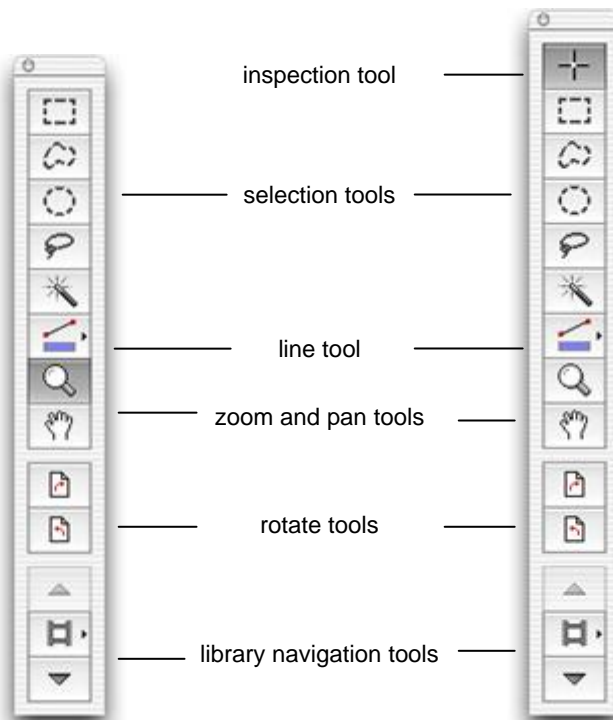 inspection tool
selection tools
line tool
zoom and pan tools
rotate tools
library navigation tools